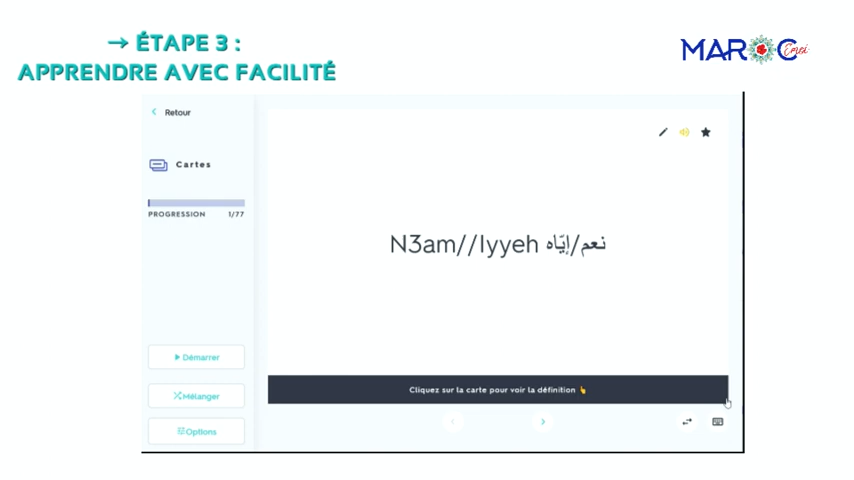 → ÉTAPE 3 :
APPRENDRE AVEC FACILITÉ
MAROC
Emoi
Retour
Cartes
PROGRESSION 1/77
N3am//Iyyeh نعم/إيّاه
Démarrer
Mélanger
Options
Cliquez sur la carte pour voir la définition 👆